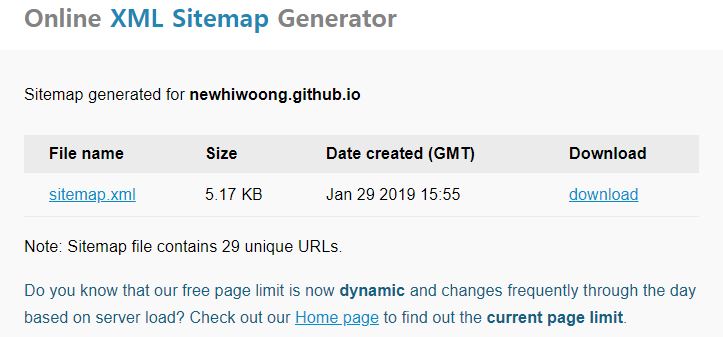 Online XML Sitemap Generator
Sitemap generated for newhiwoong.github.io
File name Size Date created (GMT) Download
sitemap.xml 5.17 KB Jan 29 2019 15:55 download
Note: Sitemap file contains 29 unique URLs.
Do you know that our free page limit is now dynamic and changes frequently through the day
based on server load? Check out our Home page to find out the current page limit.